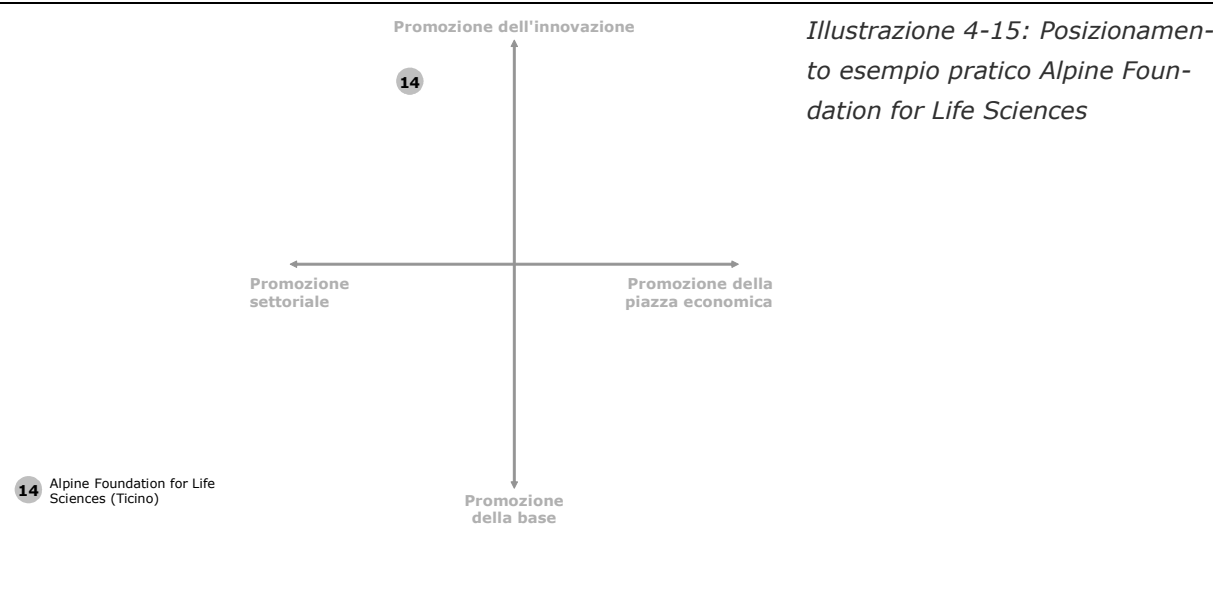 Promozione dell'innovazione
14
Promozione
settoriale
Promozione della
piazza economica
14 Alpine Foundation for Life
Sciences (Ticino)
Promozione
della base
Illustrazione 4-15: Posizionamen-
to esempio pratico Alpine Foun-
dation for Life Sciences